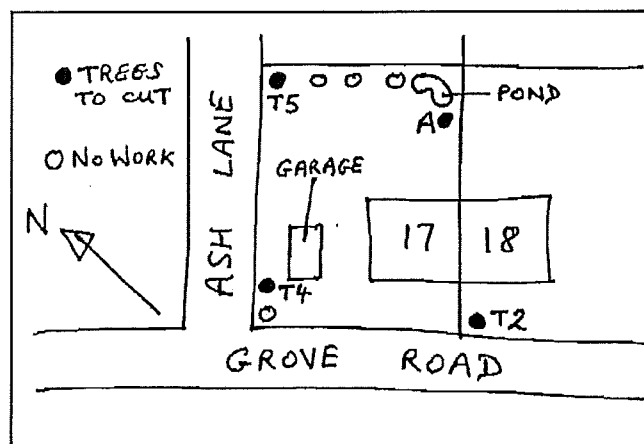 TREES
TO CUT
NO WORK
N
ASH LANE
T5
A
POND
GARAGE
17
18
T4
T2
GROVE ROAD